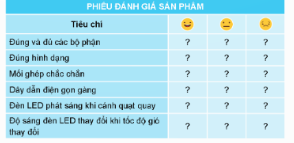 PHIẾU ĐÁNH GIÁ SẢN PHẨM
Tiêu chí
Đúng và đủ các bộ phận ? ? ?
Đúng hình dạng ? ? ?
Mối ghép chắc chắn ? ? ?
Dây dẫn điện gọn gàng ? ? ?
Đèn LED phát sáng khi cánh quạt quay ? ? ?
Độ sáng đèn LED thay đổi khi tốc độ gió ? ? ?
thay đổi